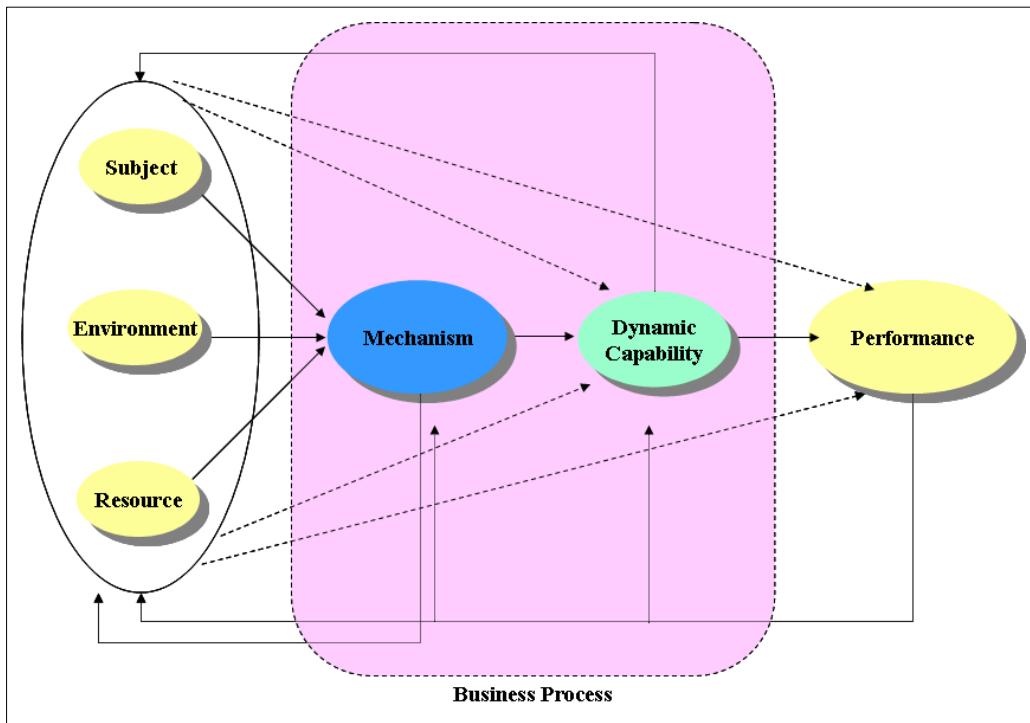 Subject
Environment
Resource
Mechanism
Dynamic
Capability
Performance
Business Process